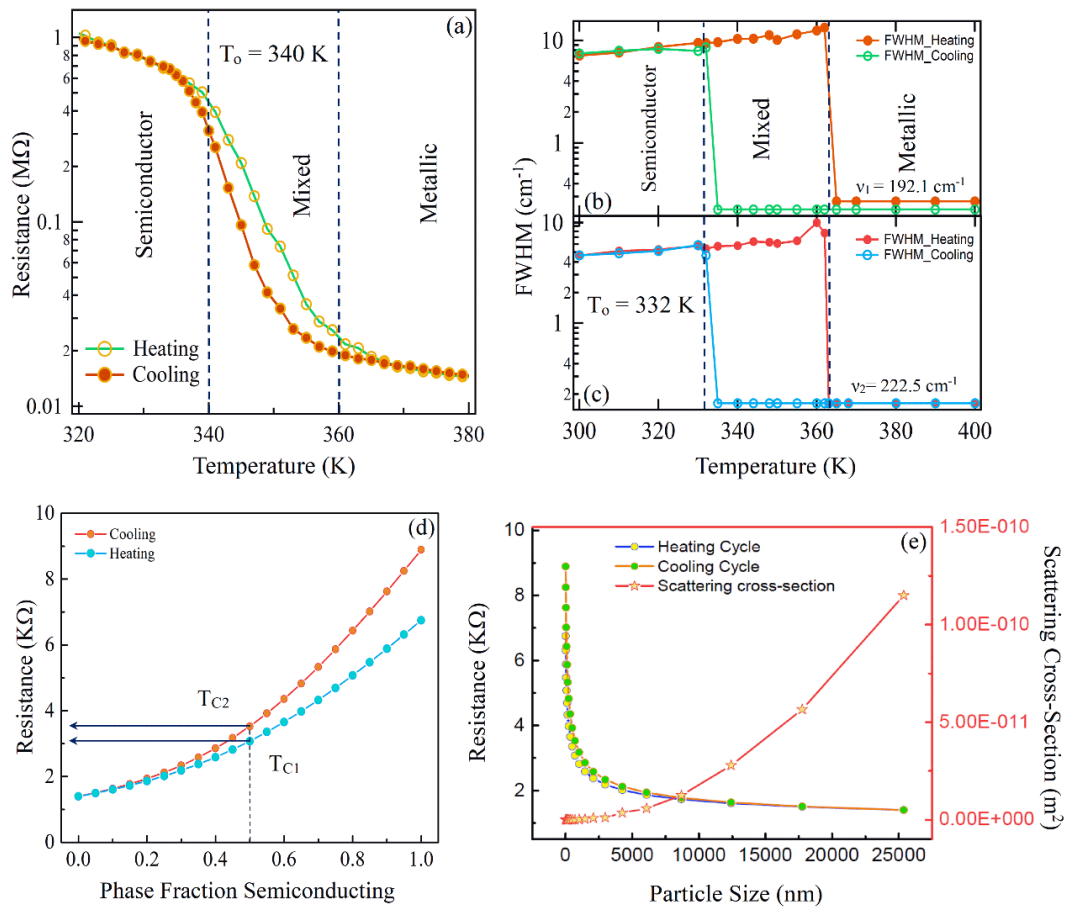 (a)
T₀ = 340 K
Semiconductor
Mixed
Metallic
Heating
Cooling
Resistance (MΩ)
1
8
6
4
2
0.1
8
6
4
2
0.01
320
340
360
380
Temperature (K)
FWHM_Heating
FWHM_Cooling
Semiconductor
Mixed
Metallic
ν₁ = 192.1 cm⁻¹
(b)
10
4
1
4
FWHM (cm⁻¹)
FWHM_Heating
FWHM_Cooling
T₀ = 332 K
ν₂= 222.5 cm⁻¹
(c)
10
4
2
1
4
2
300
320
340
360
380
400
Temperature (K)
(d)
Cooling
Heating
T_C2
T_C1
Resistance (KΩ)
10
8
6
4
2
0
0.0
0.2
0.4
0.6
0.8
1.0
Phase Fraction Semiconducting
(e)
Heating Cycle
Cooling Cycle
Scattering cross-section
Resistance (KΩ)
10
8
6
4
2
1.50E-010
1.00E-010
5.00E-011
0.00E+000
Scattering Cross-Section (m²)
0
5000
10000
15000
20000
25000
Particle Size (nm)